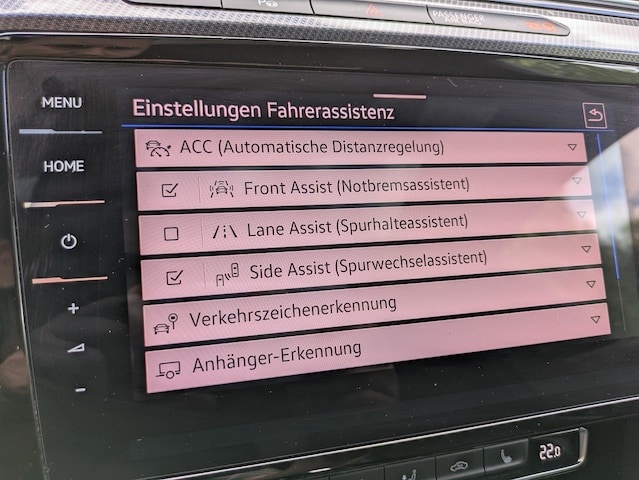 PASSENGER
MENU
Einstellungen Fahrerassistenz
ACC (Automatische Distanzregelung)
HOME
Front Assist (Notbremsassistent)
Lane Assist (Spurhalteassistent)
Side Assist (Spurwechselassistent)
+
Verkehrszeichenerkennung
Anhänger-Erkennung
-
22.0